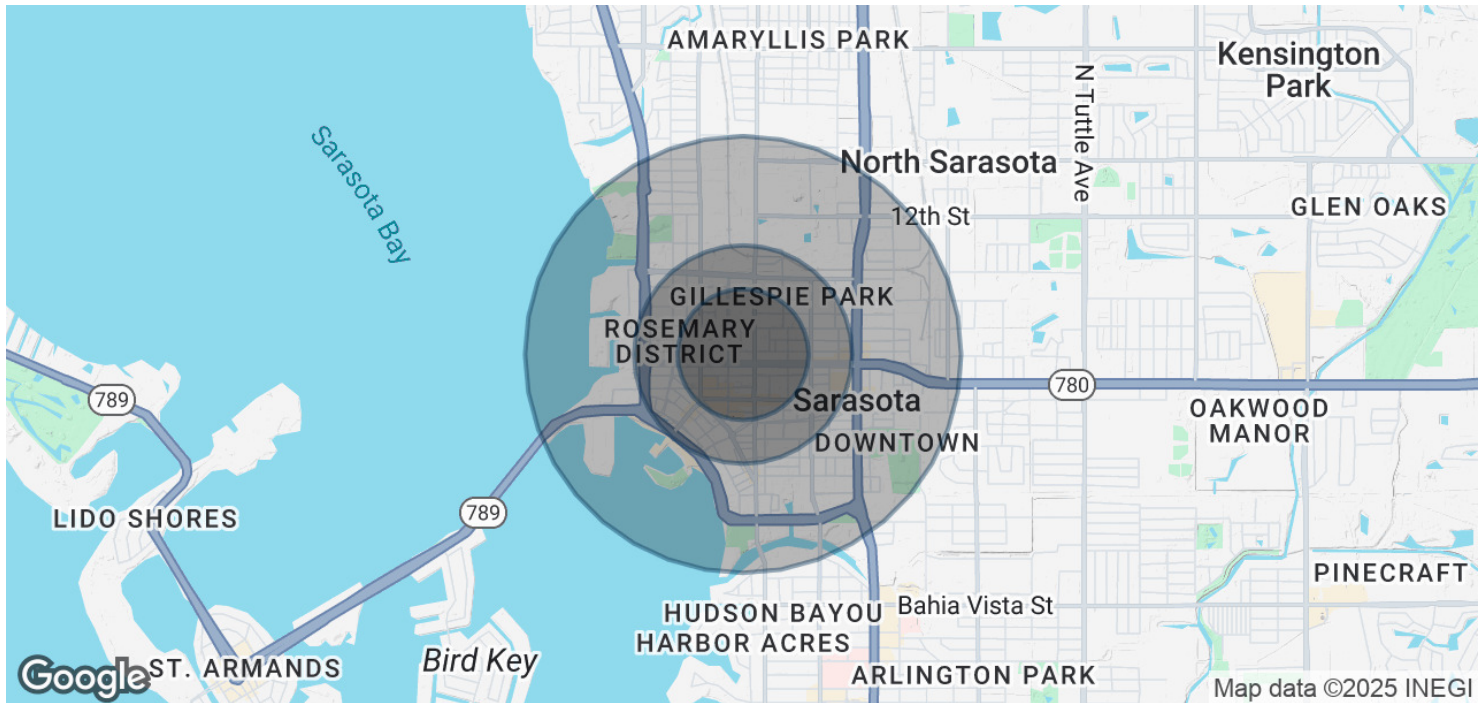 AMARYLLIS PARK
Kensington
Park
N Tuttle Ave
Sarasota Bay
North Sarasota
12th St
GLEN OAKS
GILLESPIE PARK
ROSEMARY
DISTRICT
789
780
Sarasota
OAKWOOD
MANOR
DOWNTOWN
LIDO SHORES
789
PINECRAFT
HUDSON BAYOU
Bahia Vista St
HARBOR ACRES
Bird Key
ST. ARMANDS
ARLINGTON PARK
Google
Map data ©2025 INEGI